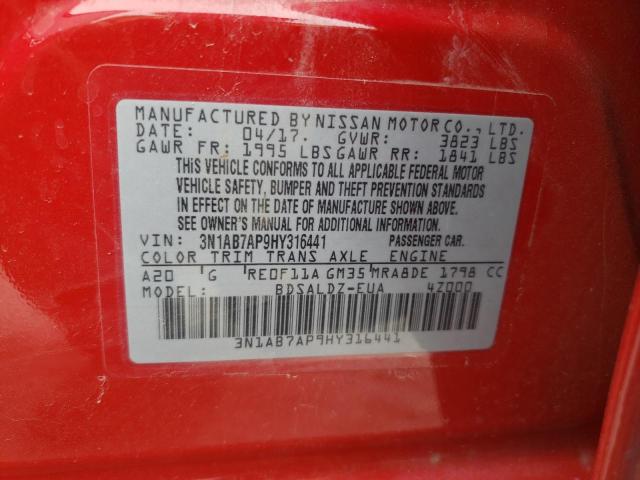 MANUFACTURED BY NISSAN MOTOR CO., LTD.
DATE: 04/17. GVWR: 3823 LBS
GAWR FR: 1995 LBS GAWR RR: 1841 LBS
THIS VEHICLE CONFORMS TO ALL APPLICABLE FEDERAL MOTOR
VEHICLE SAFETY, BUMPER AND THEFT PREVENTION STANDARDS
IN EFFECT ON THE DATE OF MANUFACTURE SHOWN ABOVE.
SEE OWNER'S MANUAL FOR ADDITIONAL INFORMATION.
VIN: 3N1AB7AP9HY316441 PASSENGER CAR.
COLOR TRIM TRANS AXLE ENGINE
A20 G RE0F11A GM35 MRA8DE 1798 CC
MODEL: BDSALDZ-EUA 4Z000
3N1AB7AP9HY316441